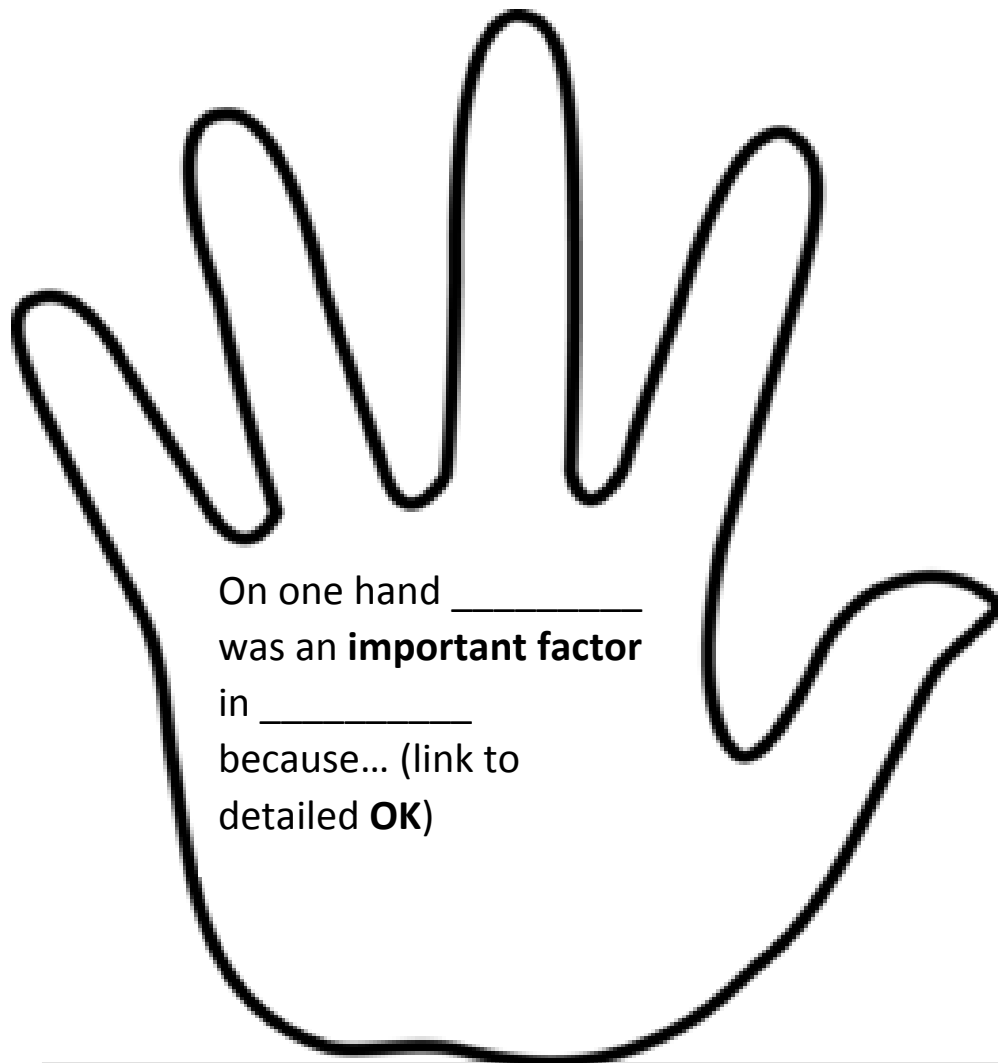 On one hand _________
was an important factor
in __________
because... (link to
detailed OK)